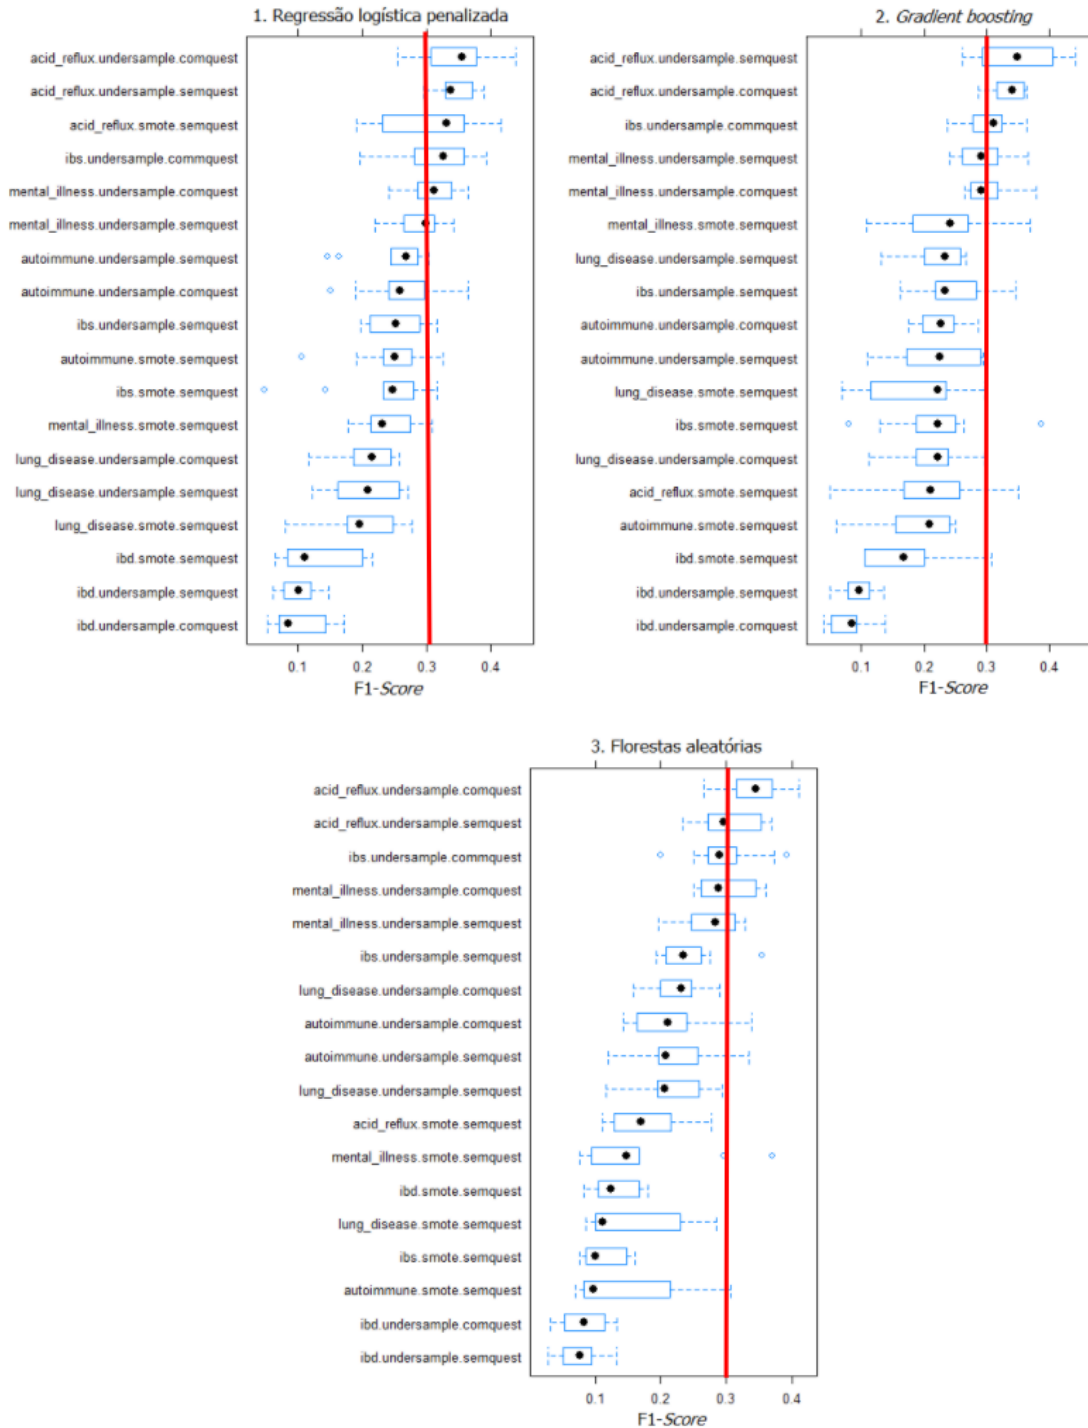 1. Regressão logística penalizada
acid_reflux.undersample.comquest
acid_reflux.undersample.semquest
acid_reflux.smote.semquest
ibs.undersample.commquest
mental_illness.undersample.comquest
mental_illness.undersample.semquest
autoimmune.undersample.semquest
autoimmune.undersample.comquest
ibs.undersample.semquest
autoimmune.smote.semquest
ibs.smote.semquest
mental_illness.smote.semquest
lung_disease.undersample.comquest
lung_disease.undersample.semquest
lung_disease.smote.semquest
ibd.smote.semquest
ibd.undersample.semquest
ibd.undersample.comquest
0.1 0.2 0.3 0.4
F1-Score
2. Gradient boosting
acid_reflux.undersample.semquest
acid_reflux.undersample.comquest
ibs.undersample.commquest
mental_illness.undersample.semquest
mental_illness.undersample.comquest
mental_illness.smote.semquest
lung_disease.undersample.semquest
ibs.undersample.semquest
autoimmune.undersample.comquest
autoimmune.undersample.semquest
lung_disease.smote.semquest
ibs.smote.semquest
lung_disease.undersample.comquest
acid_reflux.smote.semquest
autoimmune.smote.semquest
ibd.smote.semquest
ibd.undersample.semquest
ibd.undersample.comquest
0.1 0.2 0.3 0.4
F1-Score
3. Florestas aleatórias
acid_reflux.undersample.comquest
acid_reflux.undersample.semquest
ibs.undersample.commquest
mental_illness.undersample.comquest
mental_illness.undersample.semquest
ibs.undersample.semquest
lung_disease.undersample.comquest
autoimmune.undersample.comquest
autoimmune.undersample.semquest
lung_disease.undersample.semquest
acid_reflux.smote.semquest
mental_illness.smote.semquest
ibd.smote.semquest
lung_disease.smote.semquest
ibs.smote.semquest
autoimmune.smote.semquest
ibd.undersample.comquest
ibd.undersample.semquest
0.1 0.2 0.3 0.4
F1-Score